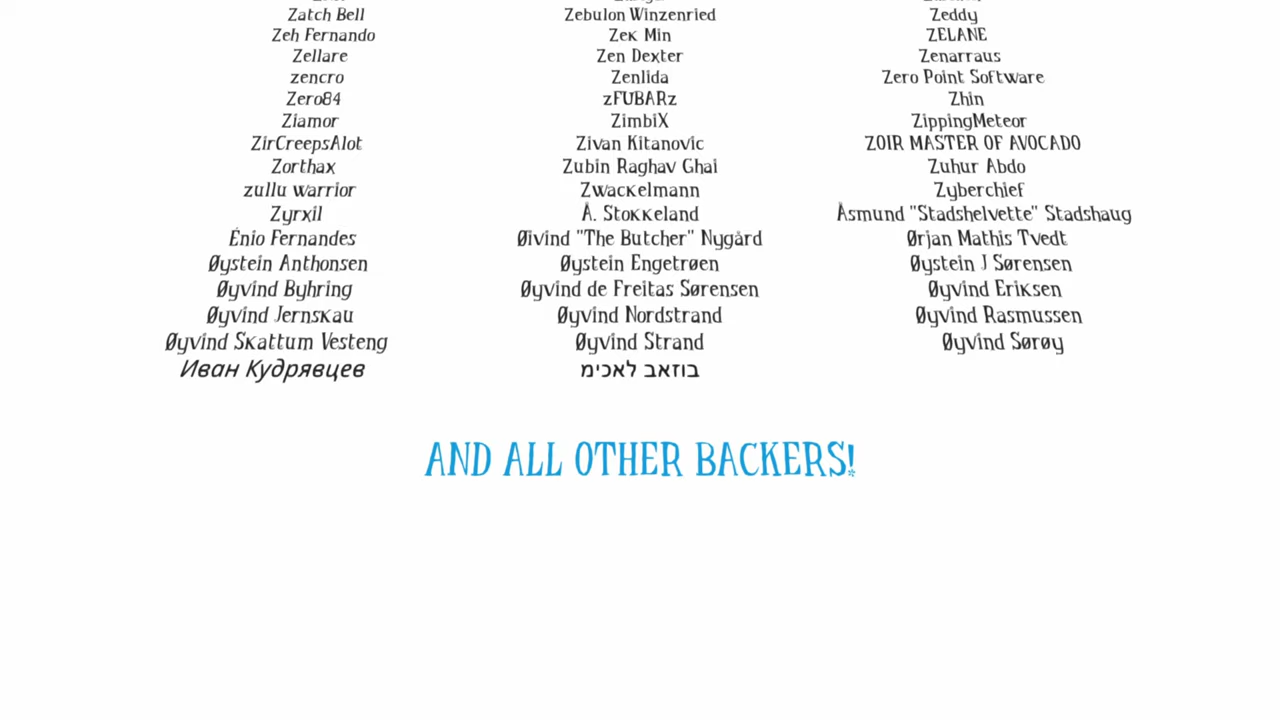 Zatch Bell Zebulon Winzenried Zeddy
Zeh Fernando Zek Min ZELANE
Zellare Zen Dexter Zenarraus
zencro Zenlida Zero Point Software
Zero84 zFUBARz Zhin
Ziamor ZimbiX ZippingMeteor
ZirCreepsAlot Zivan Kitanovic ZOIR MASTER OF AVOCADO
Zorthax Zubin Raghav Ghai Zuhur Abdo
zullu warrior Zwackelmann Zyberchief
Zyrxil Å. Stokkeland Åsmund "Stadshelvette" Stadshaug
Énio Fernandes Øivind "The Butcher" Nygård Ørjan Mathis Tvedt
Øystein Anthonsen Øystein Engetrøen Øystein J Sørensen
Øyvind Byhring Øyvind de Freitas Sørensen Øyvind Eriksen
Øyvind Jernskau Øyvind Nordstrand Øyvind Rasmussen
Øyvind Skattum Vesteng Øyvind Strand Øyvind Sørøy
Иван Кудрявцев בוזאב לאכימ
AND ALL OTHER BACKERS!